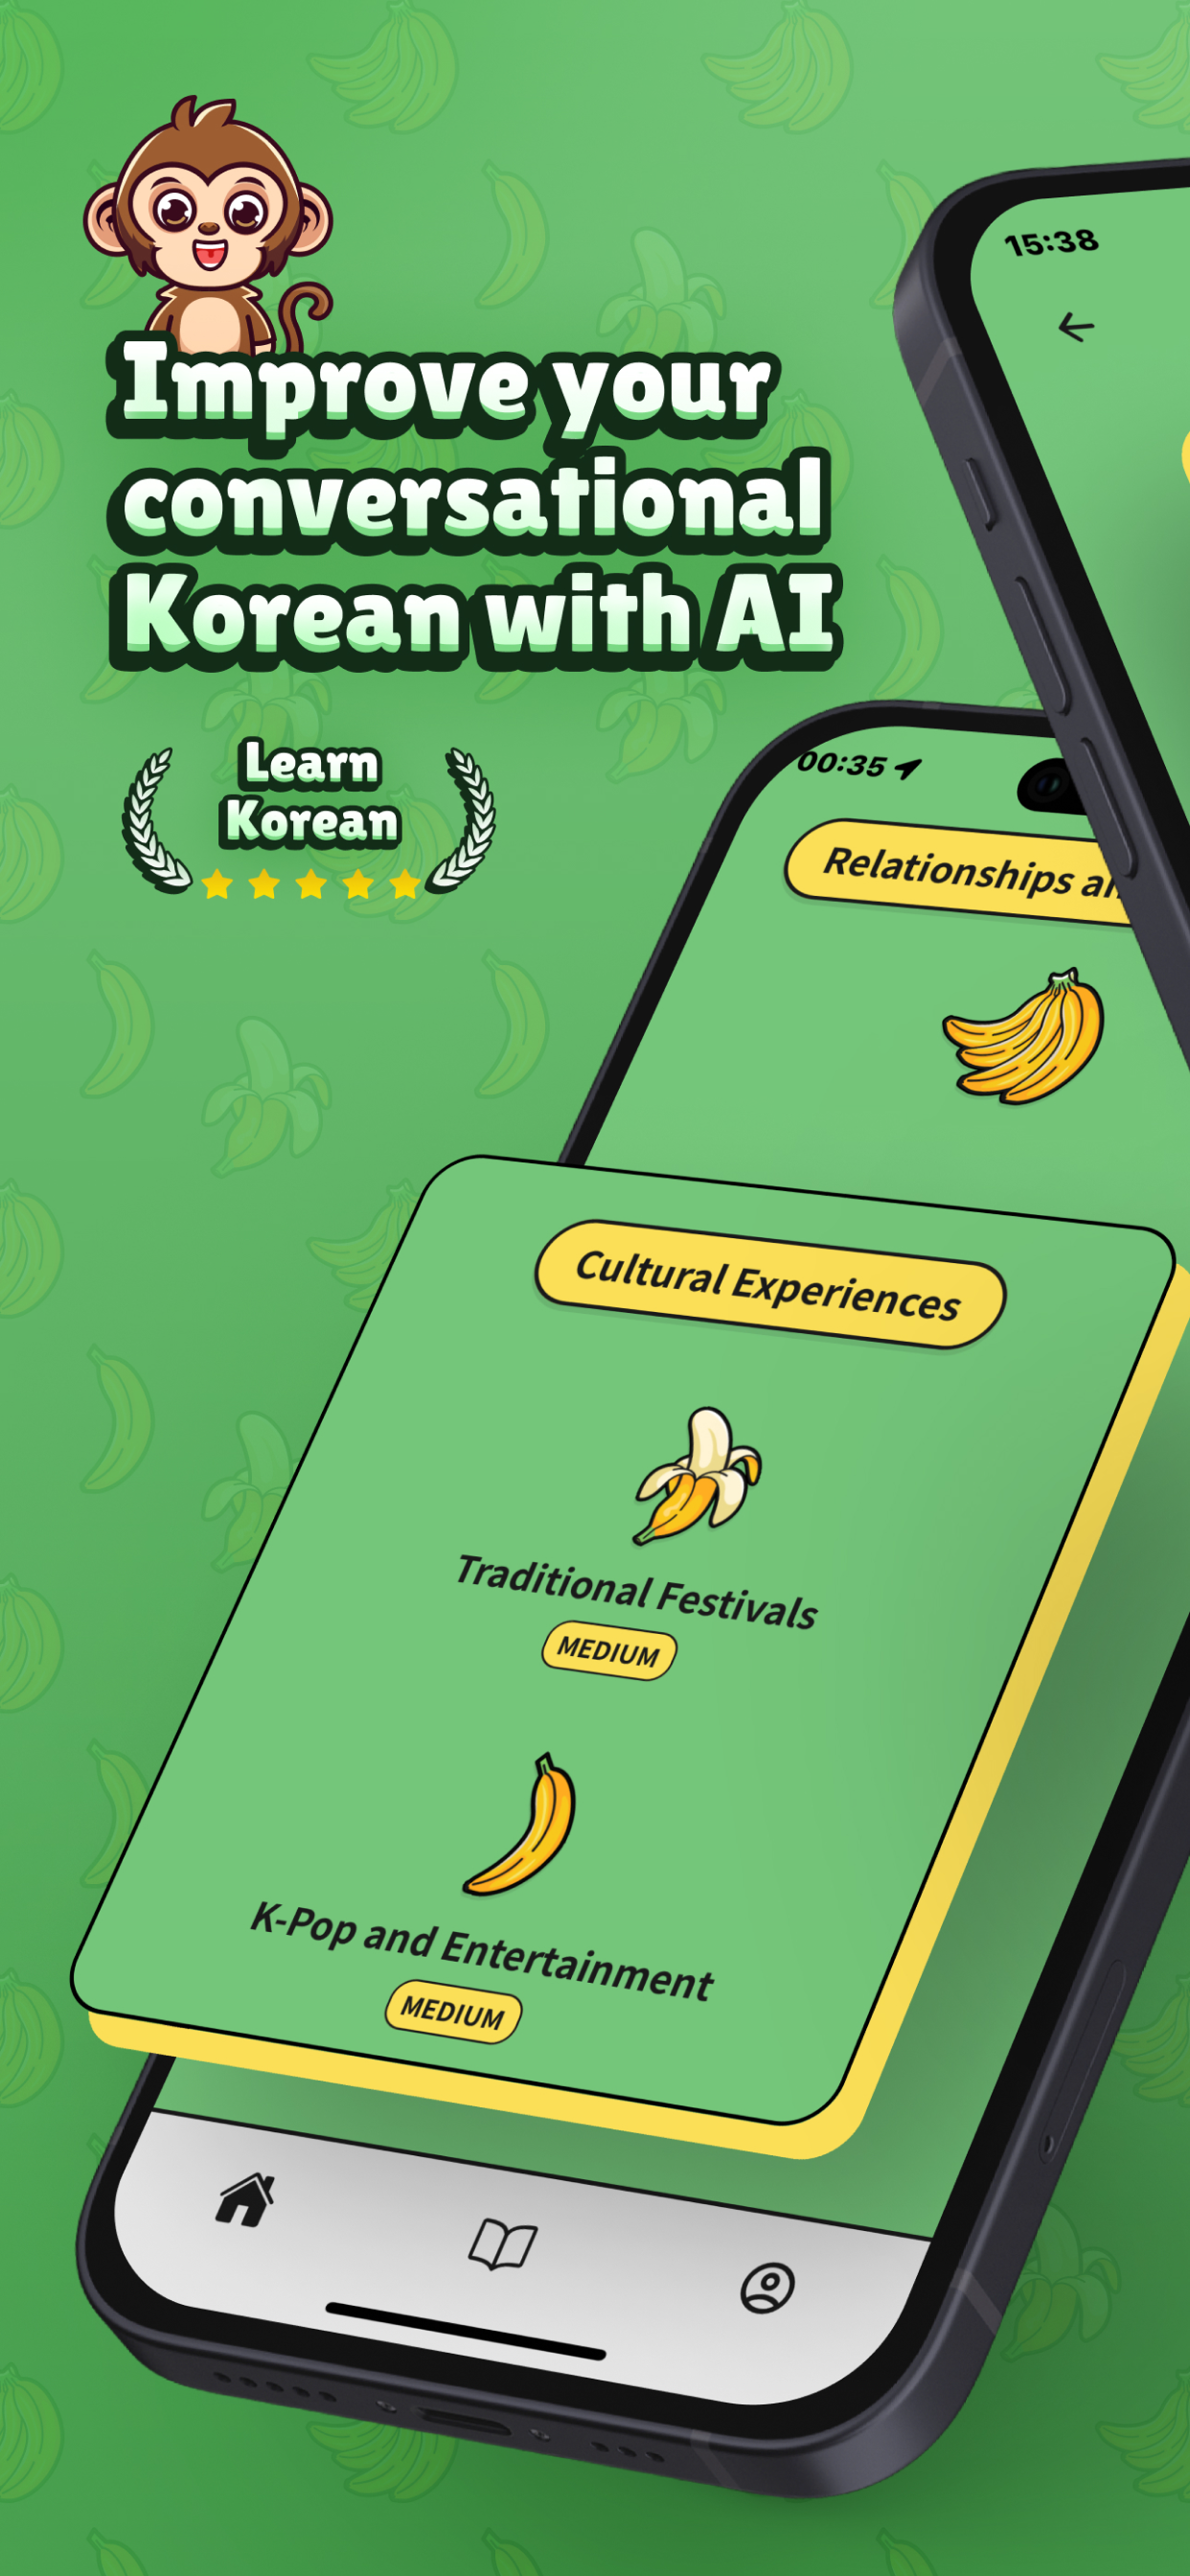 Improve your
conversational
Korean with AI
Learn
Korean
15:38
00:35
Relationships
Cultural Experiences
Traditional Festivals
MEDIUM
K-Pop and Entertainment
MEDIUM